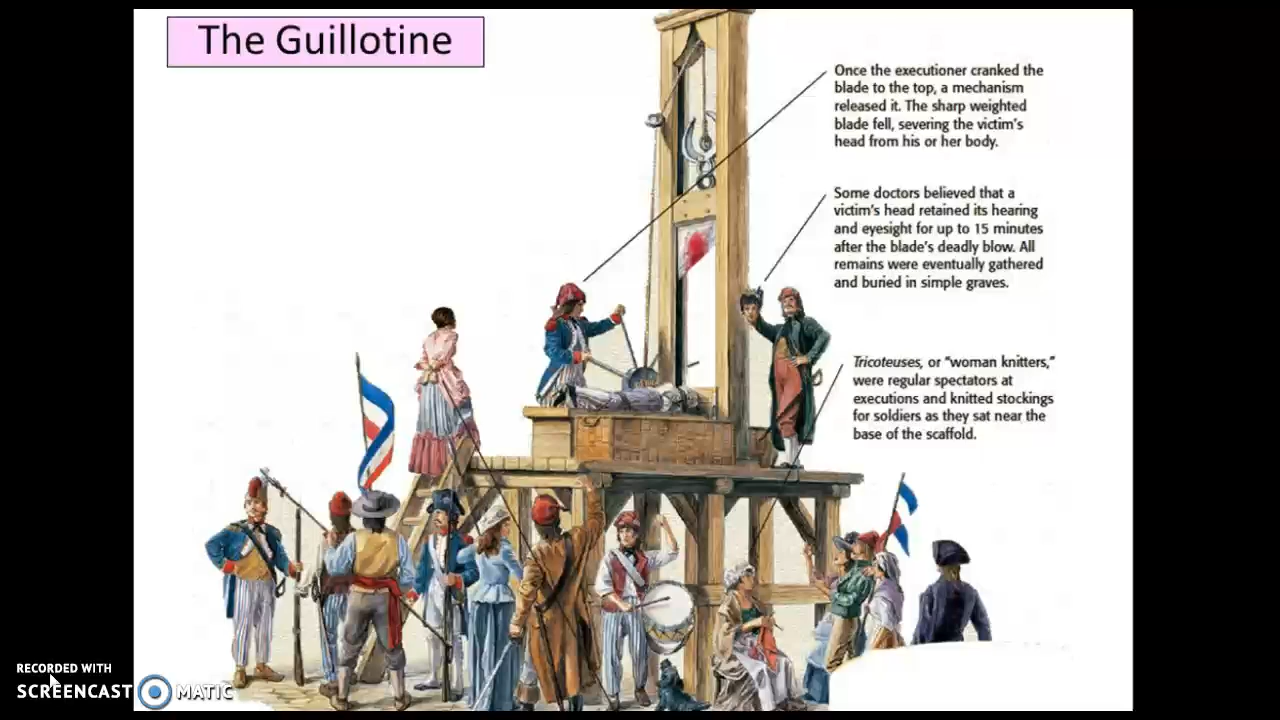 The Guillotine
Once the executioner cranked the
blade to the top, a mechanism
released it. The sharp weighted
blade fell, severing the victim's
head from his or her body.
Some doctors believed that a
victim's head retained its hearing
and eyesight for up to 15 minutes
after the blade's deadly blow. All
remains were eventually gathered
and buried in simple graves.
Tricoteuses, or "woman knitters,"
were regular spectators at
executions and knitted stockings
for soldiers as they sat near the
base of the scaffold.
RECORDED WITH
SCREENCAST MATIC